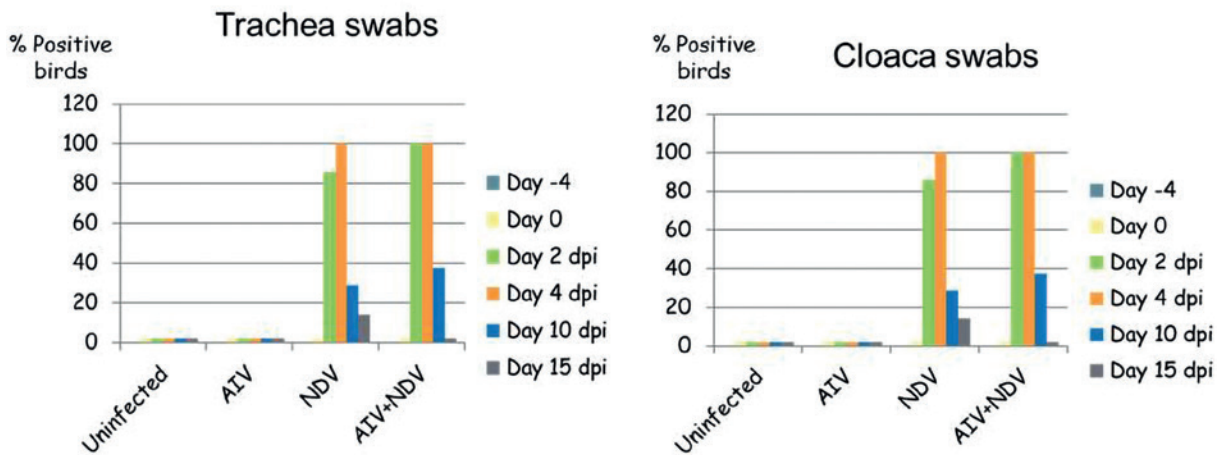 Trachea swabs
% Positive
birds
120
100
80
60
40
20
0
Uninfected
AIV
NDV
AIV+NDV
Day -4
Day 0
Day 2 dpi
Day 4 dpi
Day 10 dpi
Day 15 dpi
Cloaca swabs
% Positive
birds
120
100
80
60
40
20
0
Uninfected
AIV
NDV
AIV+NDV
Day -4
Day 0
Day 2 dpi
Day 4 dpi
Day 10 dpi
Day 15 dpi